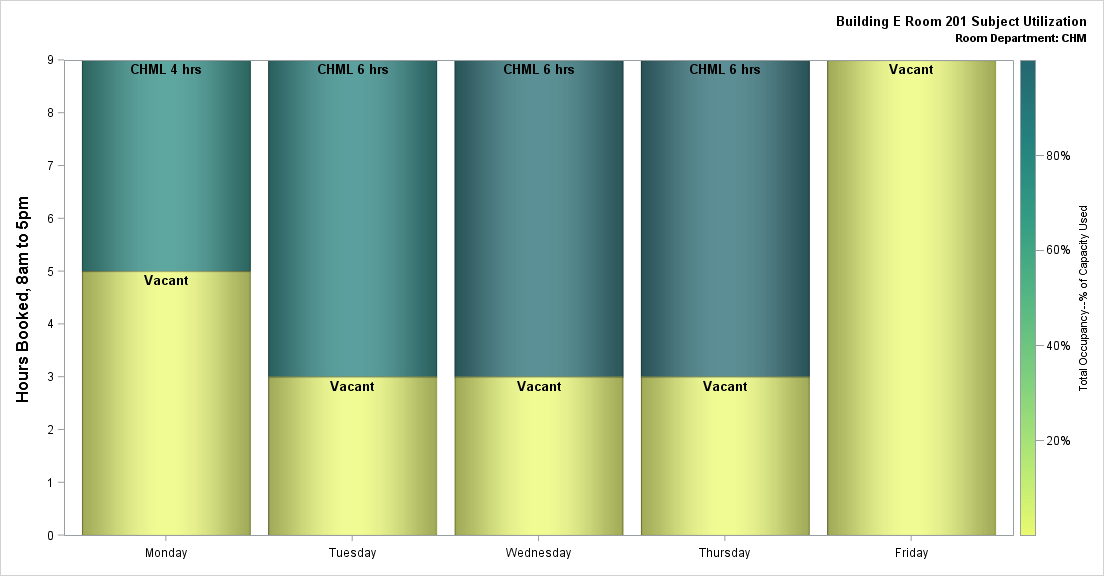 Building E Room 201 Subject Utilization
Room Department: CHM
Hours Booked, 8am to 5pm
9
8
7
6
5
4
3
2
1
0
CHML 4 hrs
Vacant
CHML 6 hrs
Vacant
CHML 6 hrs
Vacant
CHML 6 hrs
Vacant
Vacant
Monday
Tuesday
Wednesday
Thursday
Friday
80%
60%
40%
20%
Total Occupancy--% of Capacity Used